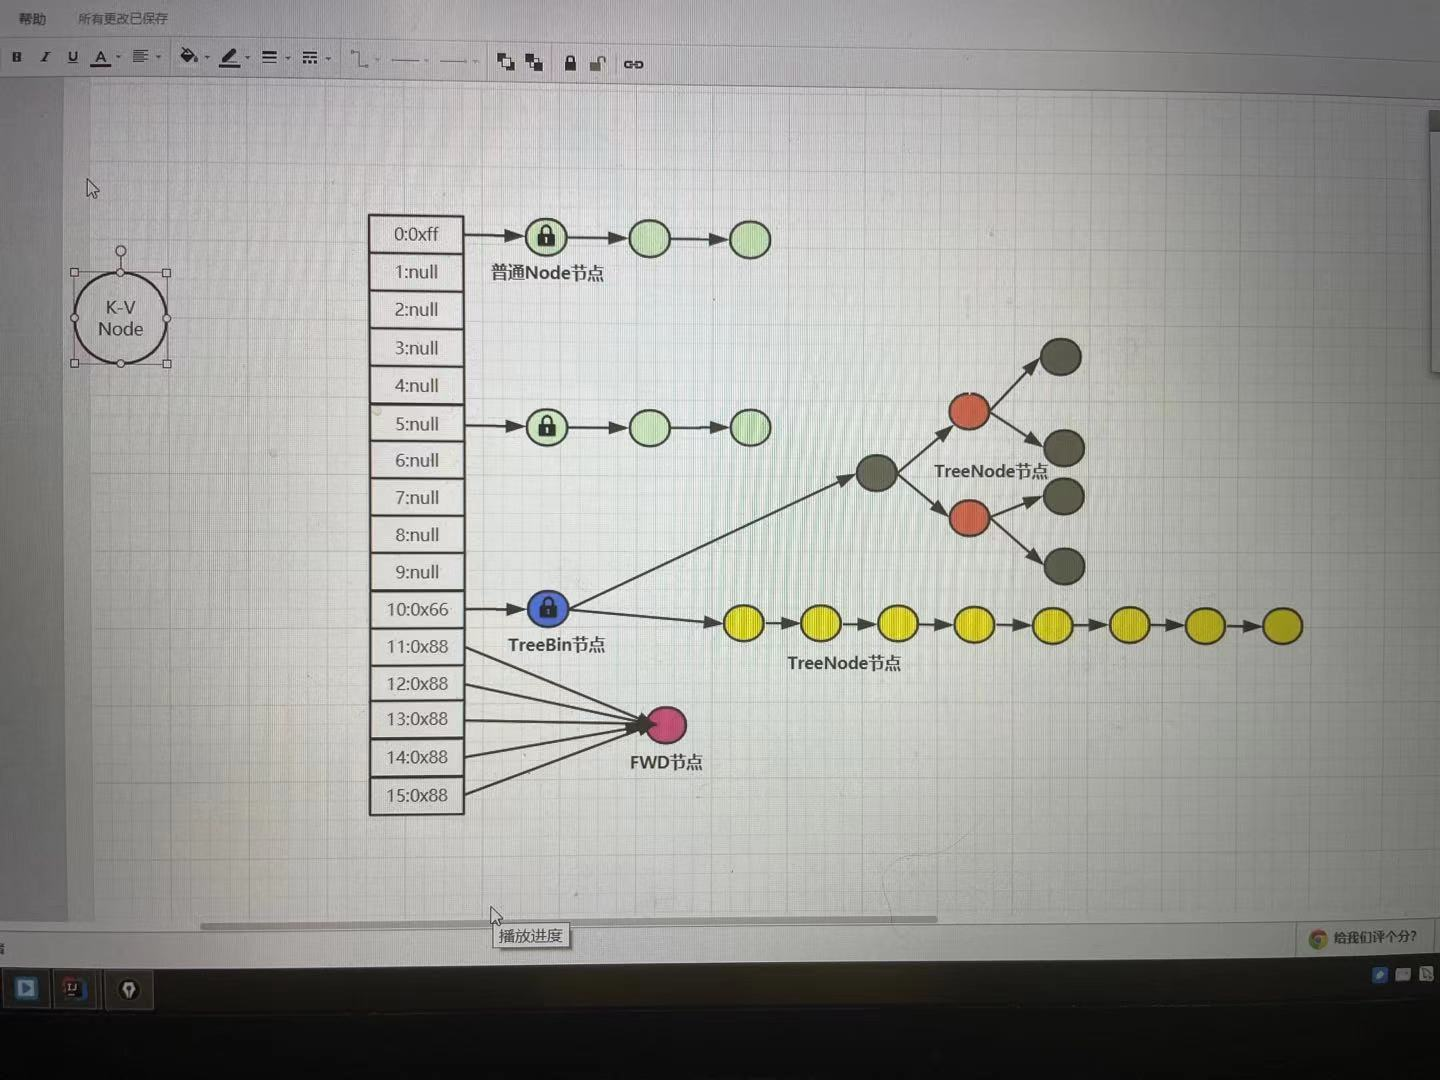 帮助 所有更改已保存
B I U A
K-V
Node
0:0xff
1:null
2:null
3:null
4:null
5:null
6:null
7:null
8:null
9:null
10:0x66
11:0x88
12:0x88
13:0x88
14:0x88
15:0x88
普通Node节点
TreeNode节点
TreeBin节点
TreeNode节点
FWD节点
播放进度
给我们评个分?
IJ